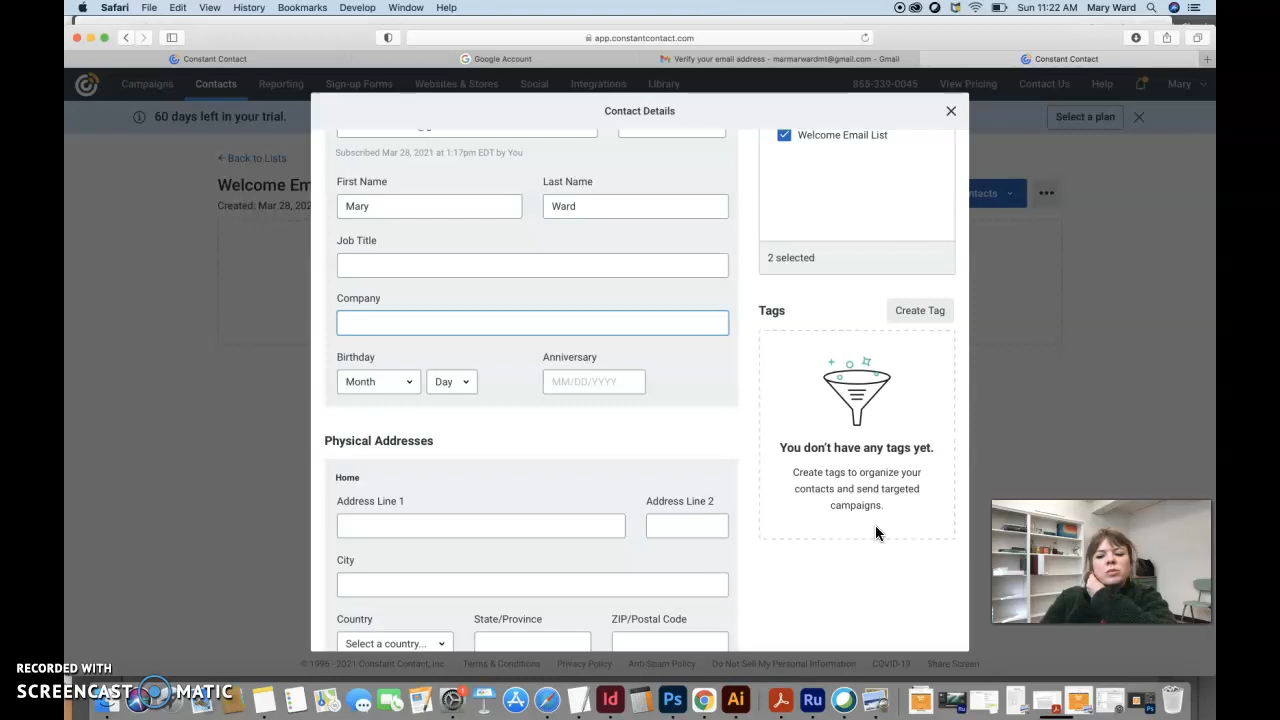 Safari File Edit View History Bookmarks Develop Window Help Sun 11:22 AM Mary Ward
app.constantcontact.com
Constant Contact Google Account Verify your email address - marmarwardmt@gmail.com - Gmail Constant Contact
Campaigns Contacts Reporting Sign-up Forms Websites & Stores Social Integrations Library 855-339-0045 View Pricing Contact Us Help Mary
Contact Details
60 days left in your trial. Select a plan
Welcome Email List
Subscribed Mar 28, 2021 at 1:17pm EDT by You
Back to Lists
First Name Last Name
Welcome Em
Mary Ward
Created: Mar 28, 202
Job Title
2 selected
Company
Tags Create Tag
Birthday Anniversary
Month Day MM/DD/YYYY
Physical Addresses
You don't have any tags yet.
Create tags to organize your
contacts and send targeted
campaigns.
Home
Address Line 1 Address Line 2
City
Country State/Province ZIP/Postal Code
Select a country...
© 1996 - 2021 Constant Contact, Inc Terms & Conditions Privacy Policy Anti Spam Policy Do Not Sell My Personal Information COVID-19 Share Screen
RECORDED WITH
SCREENCAST MATIC
Id Ps Ai Ru